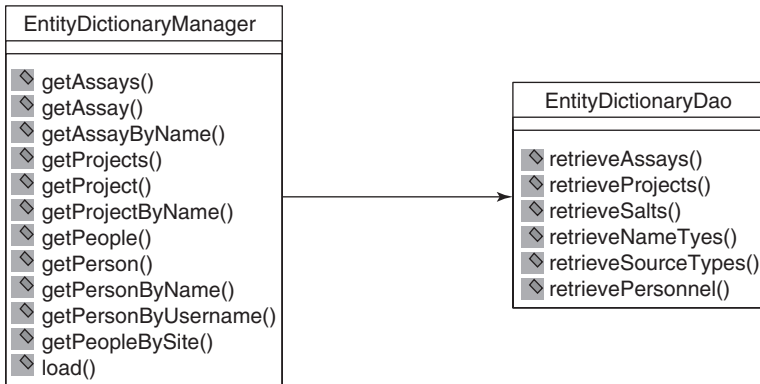 EntityDictionaryManager
getAssays()
getAssay()
getAssayByName()
getProjects()
getProject()
getProjectByName()
getPeople()
getPerson()
getPersonByName()
getPersonByUsername()
getPeopleBySite()
load()
EntityDictionaryDao
retrieveAssays()
retrieveProjects()
retrieveSalts()
retrieveNameTyes()
retrieveSourceTypes()
retrievePersonnel()